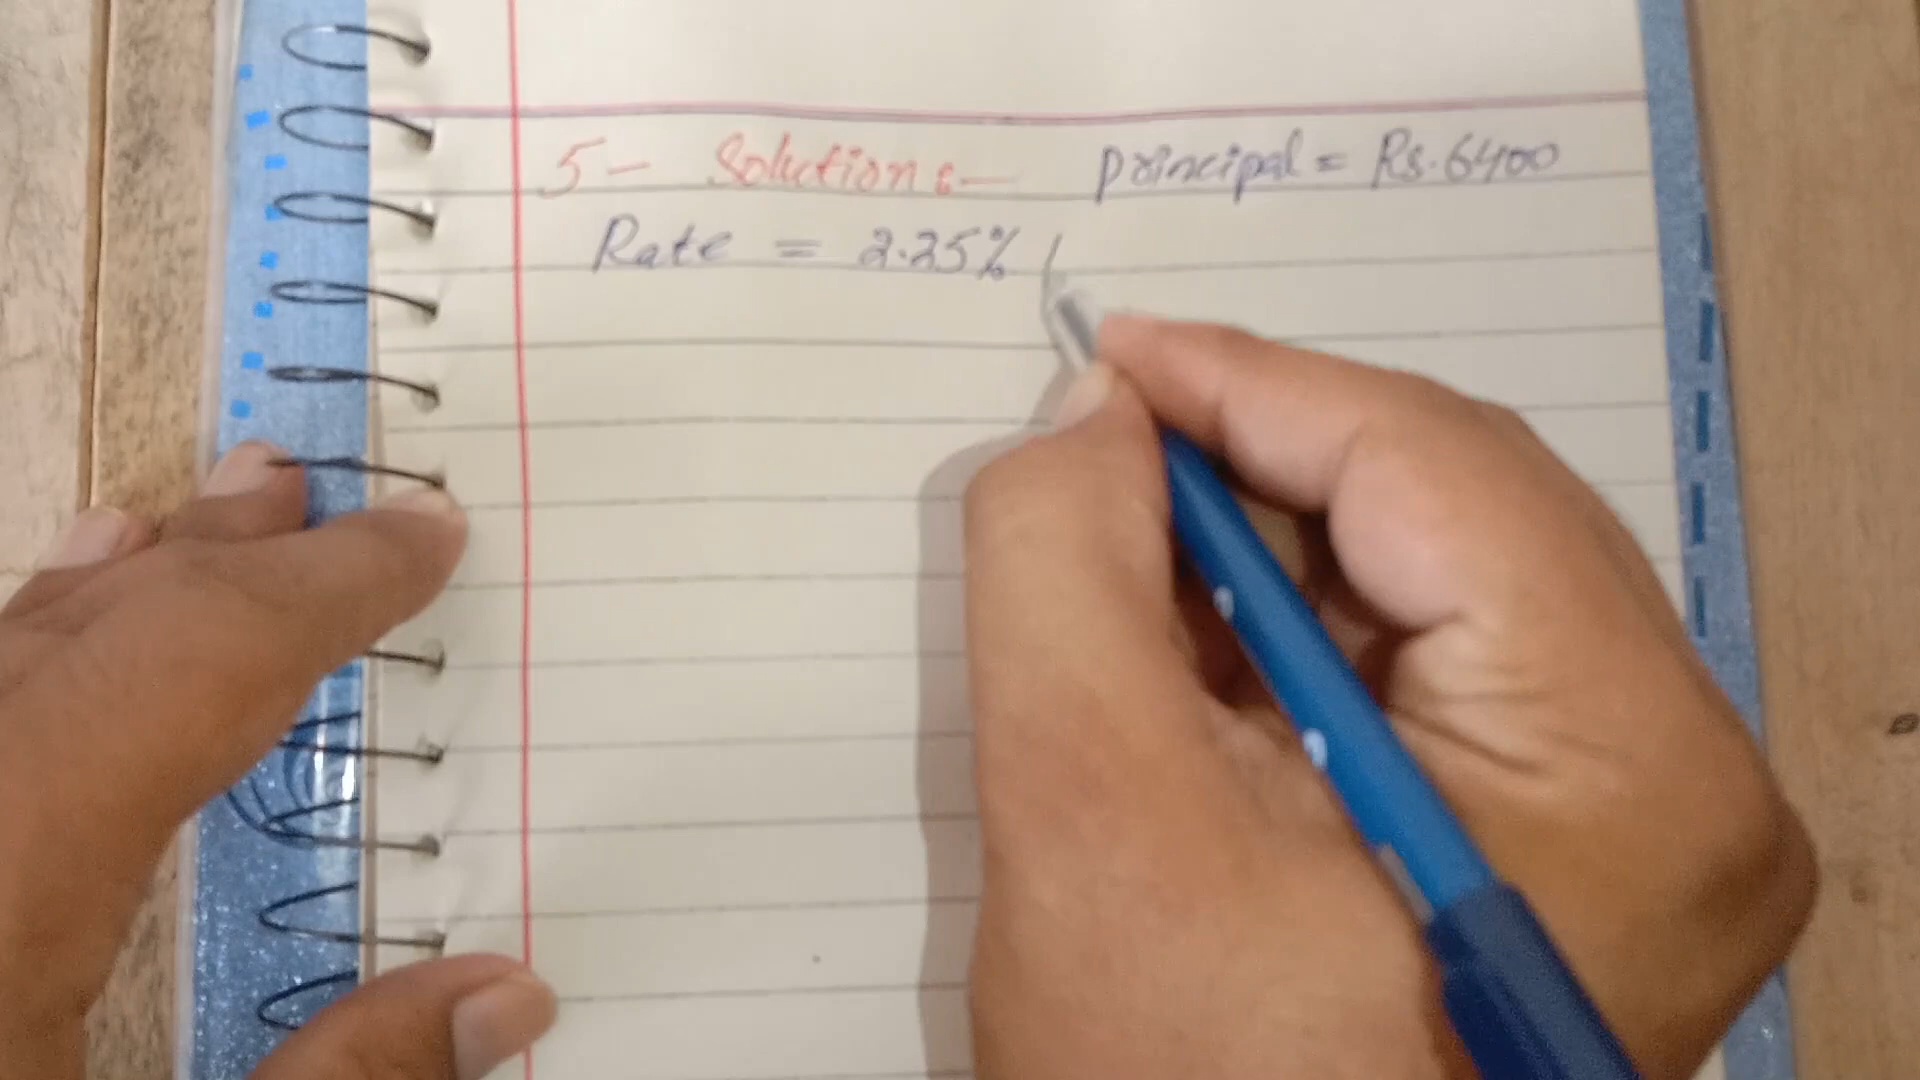 5- Solution:- Principal = Rs.6400
Rate = 2.25% (